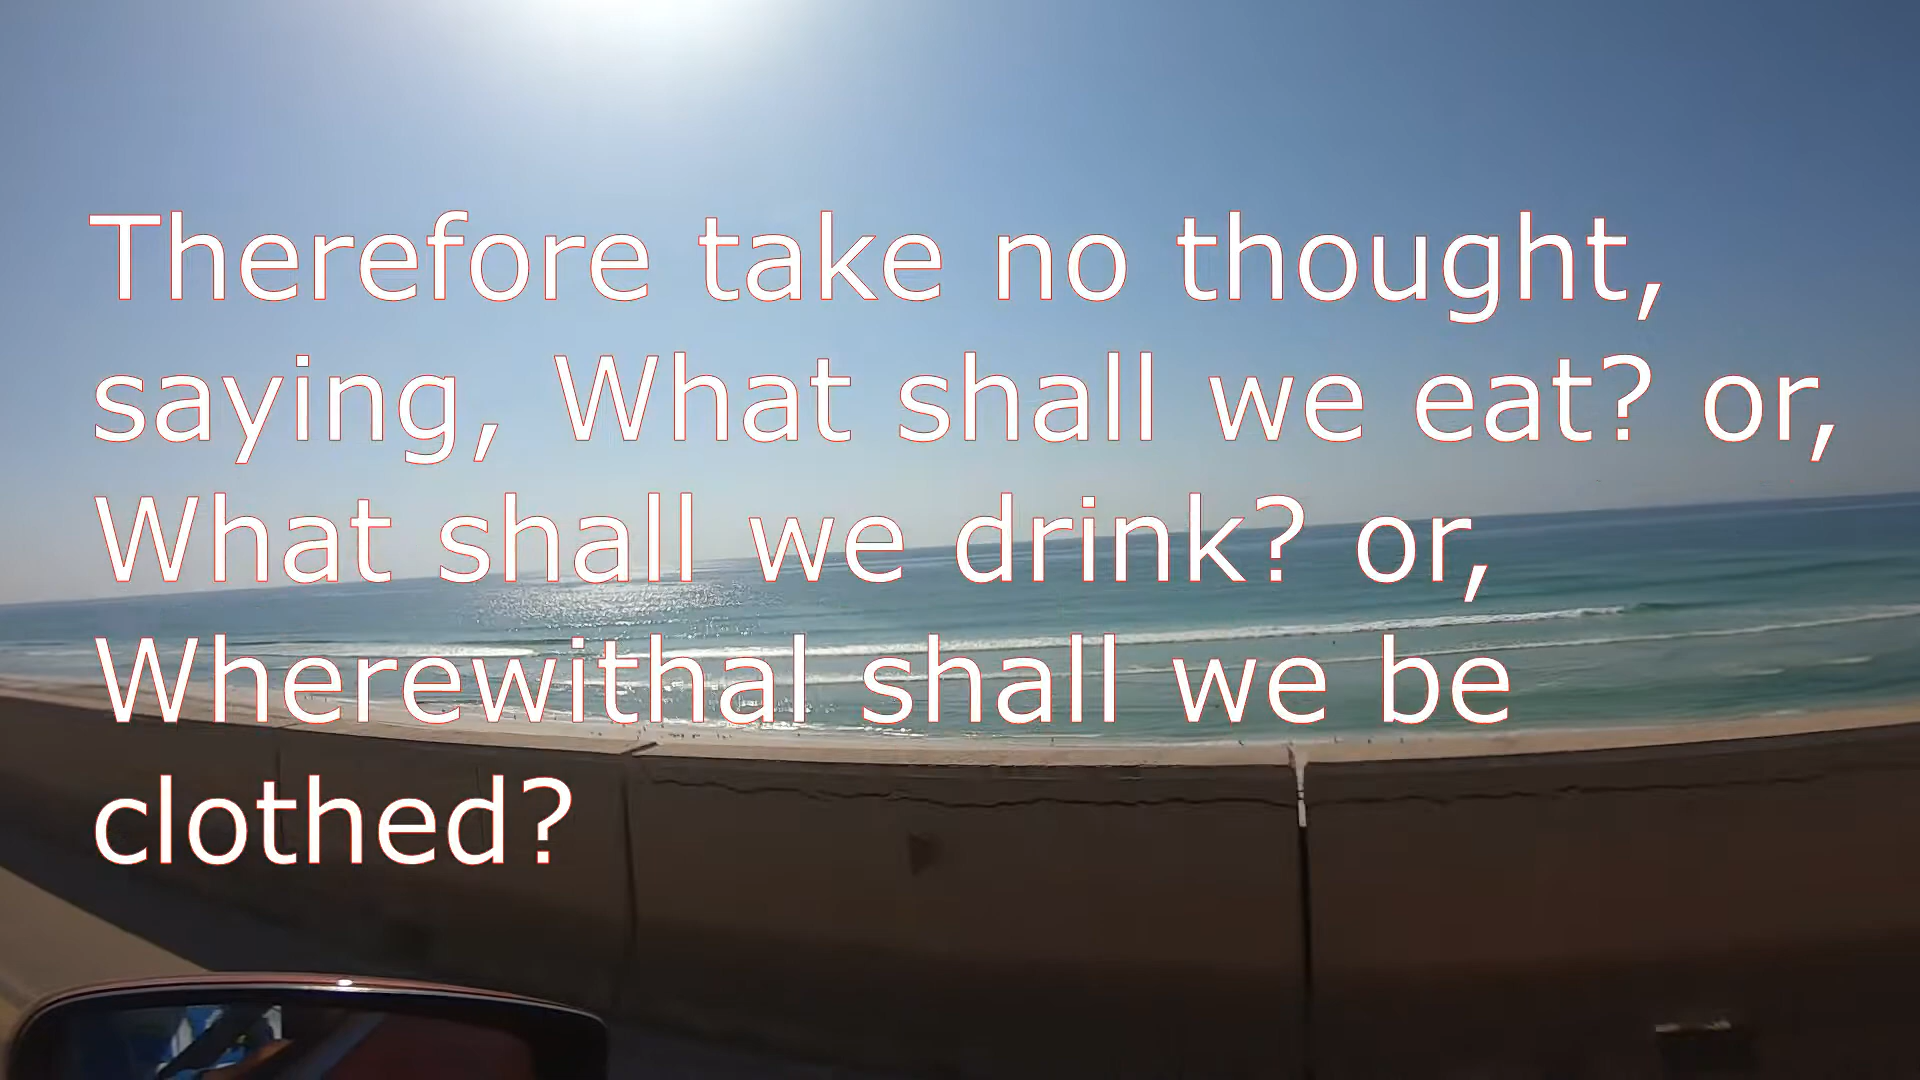 Therefore take no thought,
saying, What shall we eat? or,
What shall we drink? or,
Wherewithal shall we be
clothed?